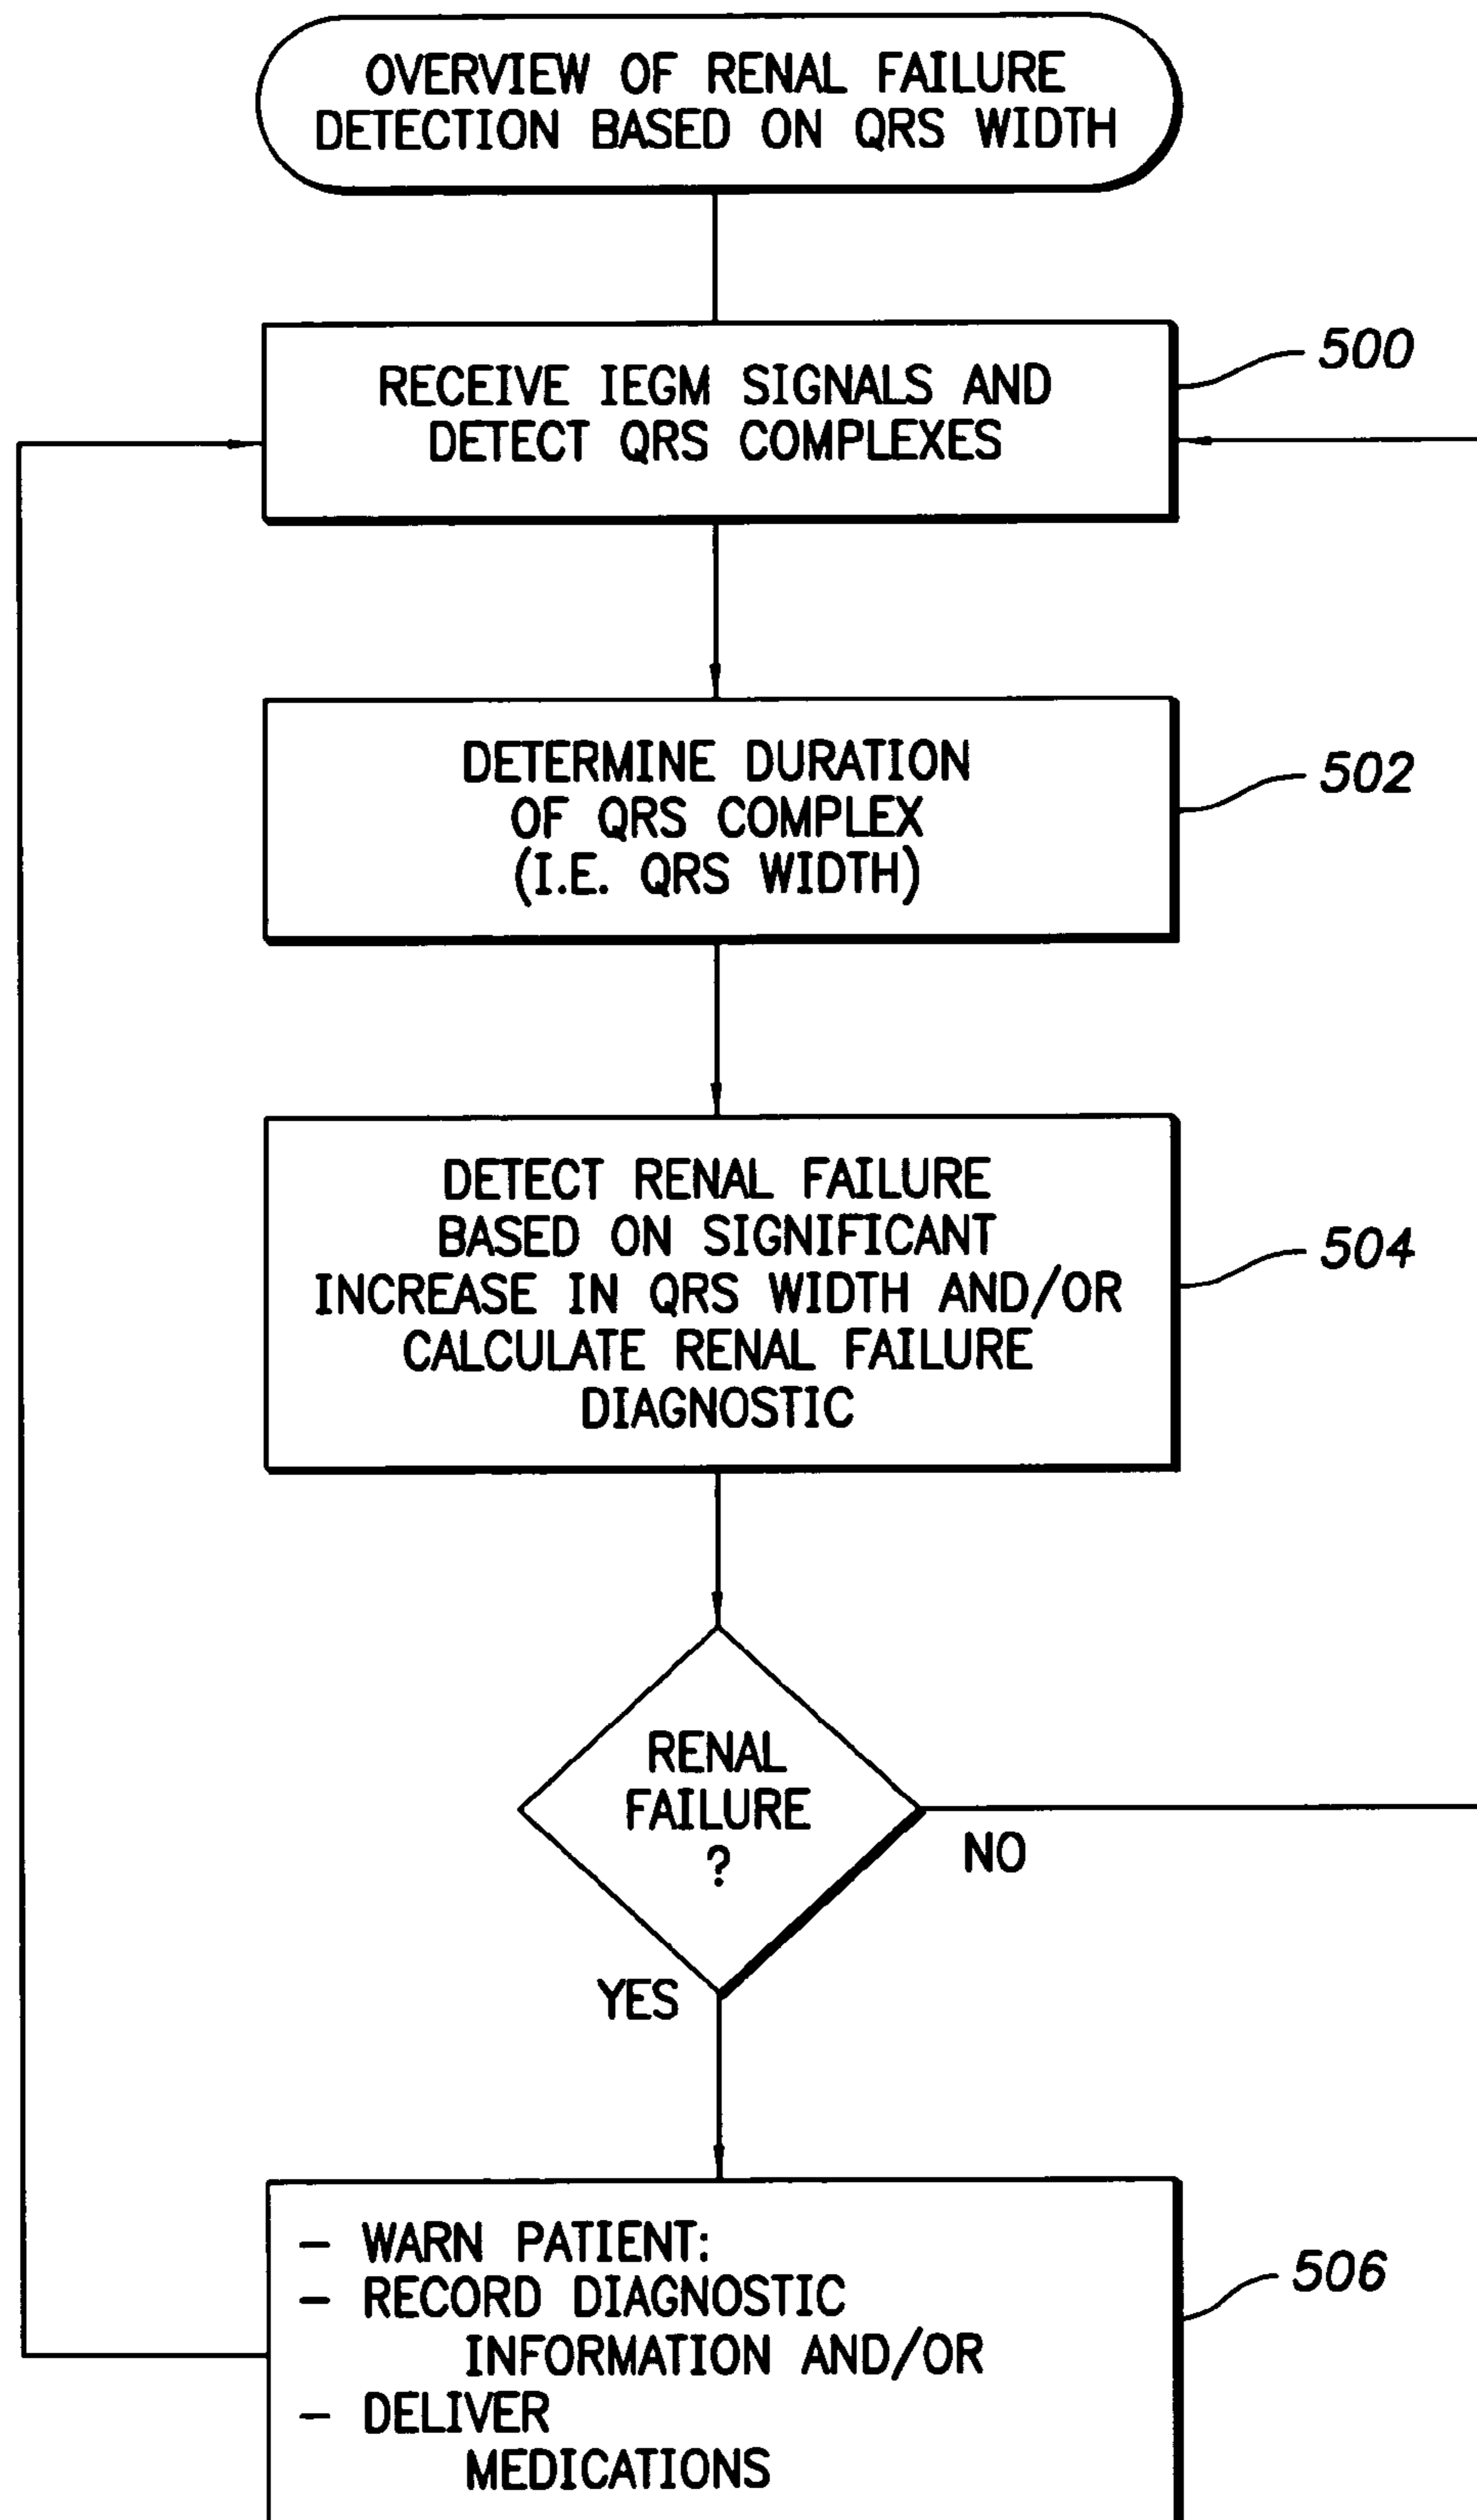 OVERVIEW OF RENAL FAILURE
DETECTION BASED ON QRS WIDTH
RECEIVE IEGM SIGNALS AND
DETECT QRS COMPLEXES
500
DETERMINE DURATION
OF QRS COMPLEX
(I.E. QRS WIDTH)
502
DETECT RENAL FAILURE
BASED ON SIGNIFICANT
INCREASE IN QRS WIDTH AND/OR
CALCULATE RENAL FAILURE
DIAGNOSTIC
504
RENAL
FAILURE
?
NO
YES
- WARN PATIENT:
- RECORD DIAGNOSTIC
INFORMATION AND/OR
- DELIVER
MEDICATIONS
506